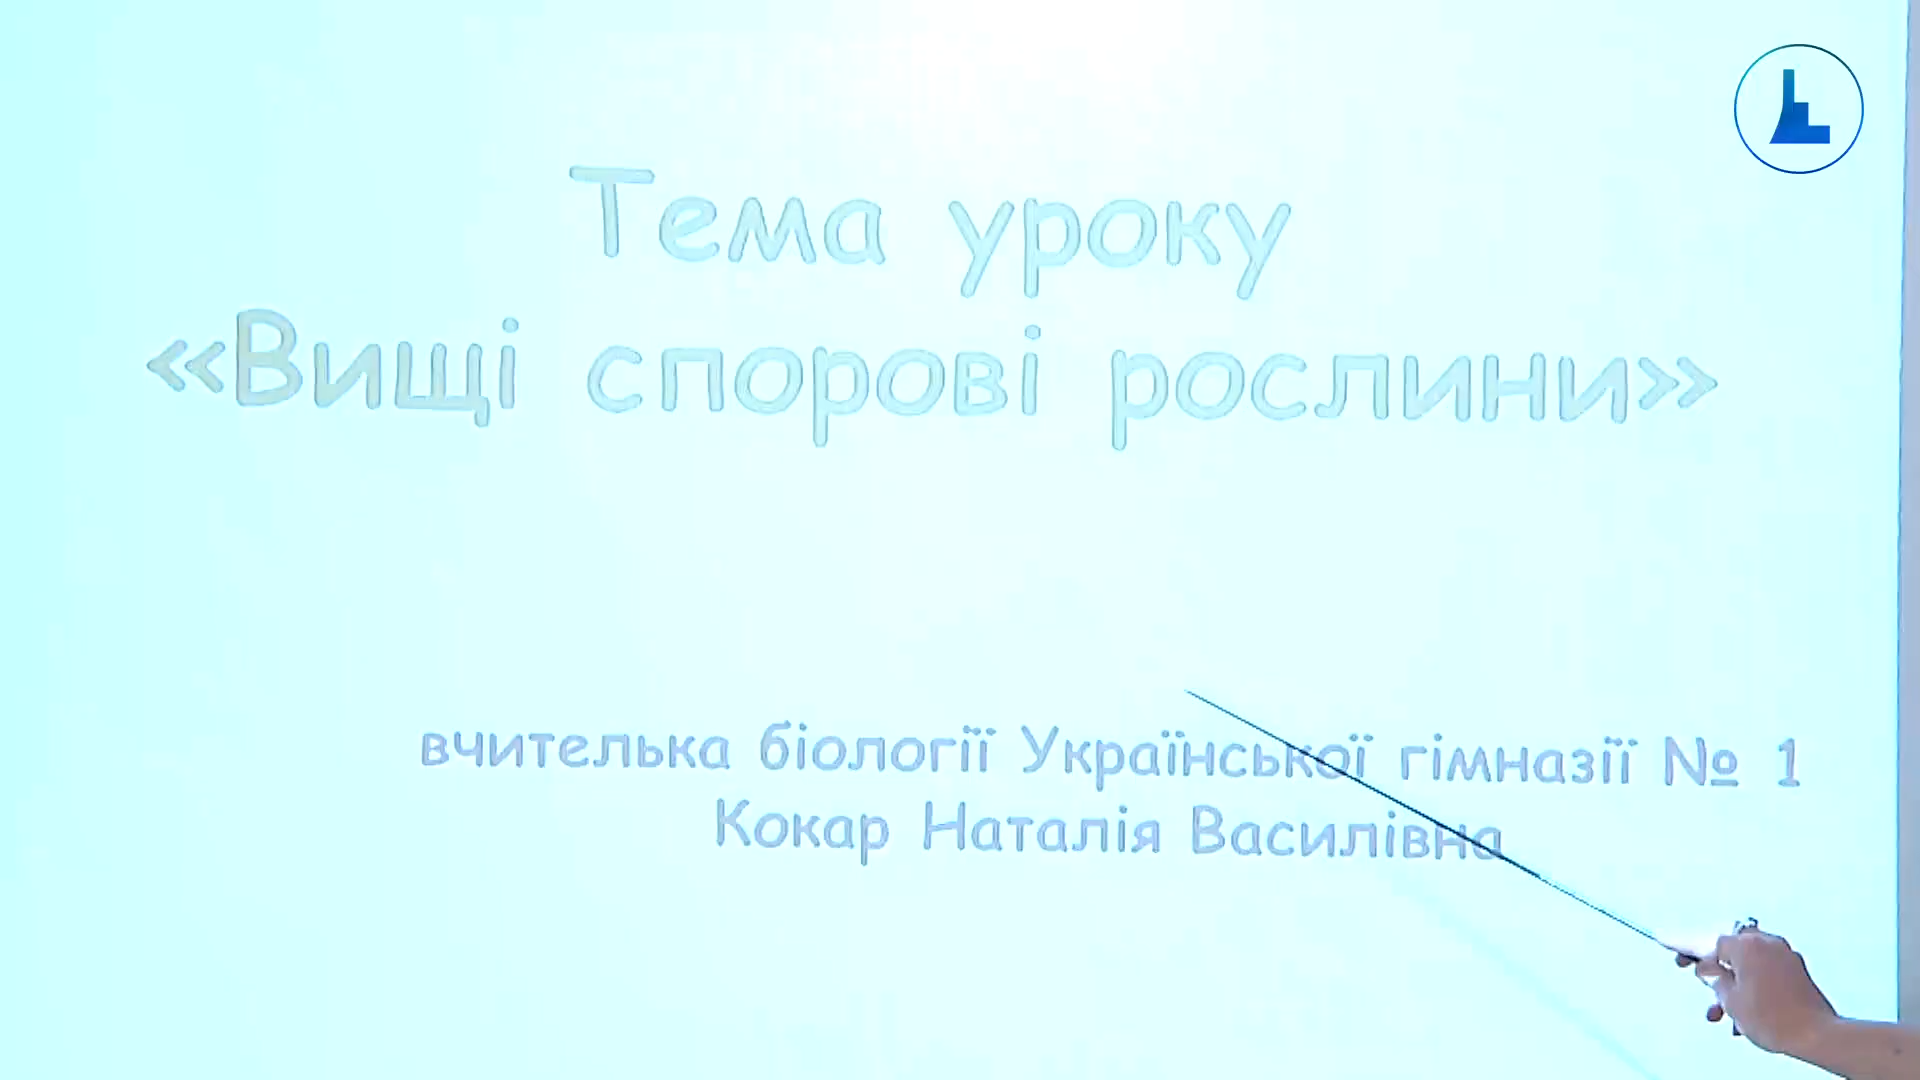 Тема уроку
«Вищі спорові рослини»
вчителька біології Української гімназії № 1
Кокар Наталія Василівна